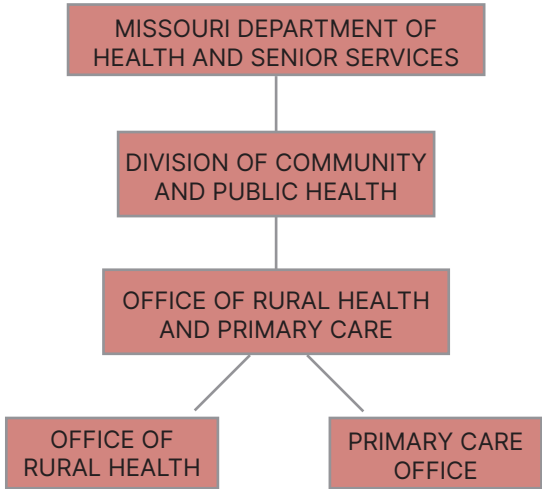 MISSOURI DEPARTMENT OF
HEALTH AND SENIOR SERVICES
DIVISION OF COMMUNITY
AND PUBLIC HEALTH
OFFICE OF RURAL HEALTH
AND PRIMARY CARE
OFFICE OF
RURAL HEALTH
PRIMARY CARE
OFFICE